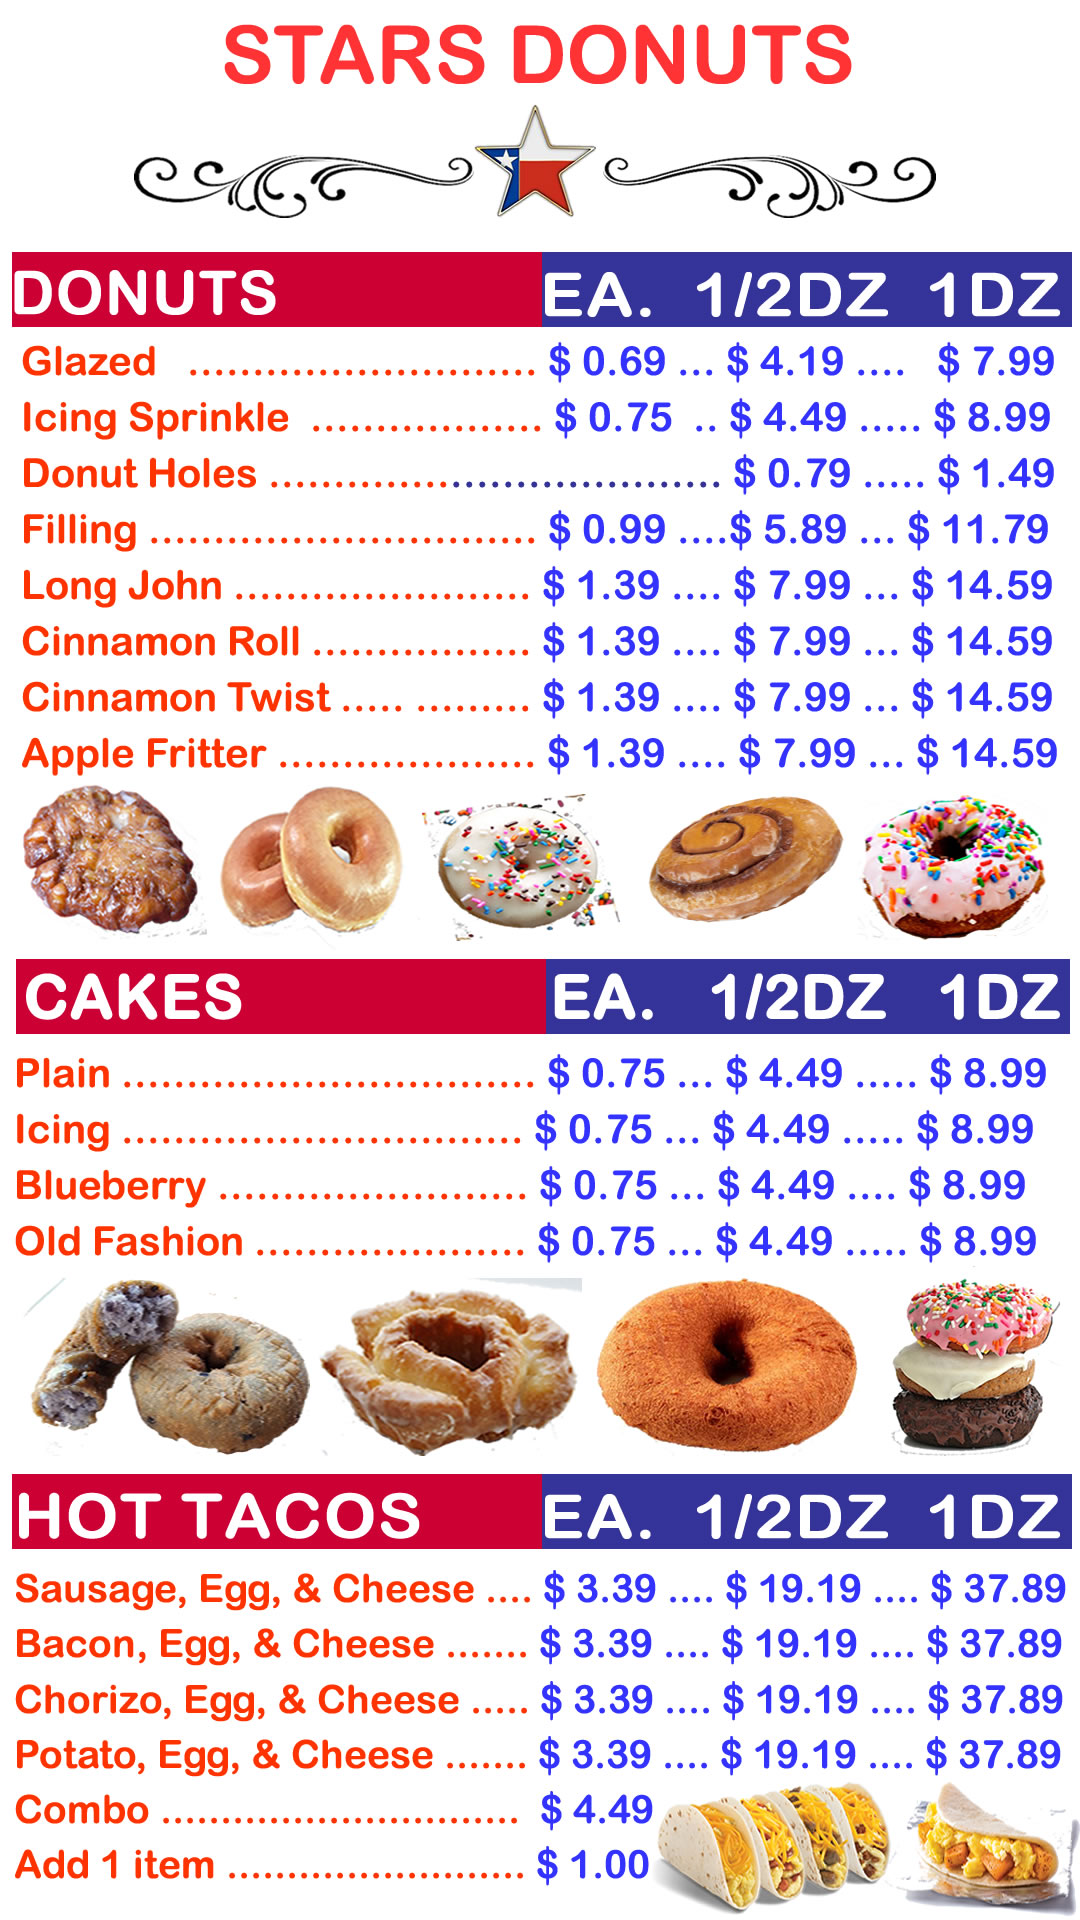 STARS DONUTS
DONUTS EA. 1/2DZ 1DZ
Glazed ........................... $ 0.69 .... $ 4.19 .... $ 7.99
Icing Sprinkle .................. $ 0.75 .. $ 4.49 ..... $ 8.99
Donut Holes ................................... $ 0.79 ..... $ 1.49
Filling .............................. $ 0.99 ....$ 5.89 ... $ 11.79
Long John ....................... $ 1.39 .... $ 7.99 ... $ 14.59
Cinnamon Roll ................. $ 1.39 .... $ 7.99 ... $ 14.59
Cinnamon Twist ..... ......... $ 1.39 .... $ 7.99 ... $ 14.59
Apple Fritter .................... $ 1.39 .... $ 7.99 ... $ 14.59
CAKES EA. 1/2DZ 1DZ
Plain ................................ $ 0.75 ... $ 4.49 ...... $ 8.99
Icing ............................... $ 0.75 ... $ 4.49 ..... $ 8.99
Blueberry ........................ $ 0.75 ... $ 4.49 ..... $ 8.99
Old Fashion ..................... $ 0.75 ... $ 4.49 ..... $ 8.99
HOT TACOS EA. 1/2DZ 1DZ
Sausage, Egg, & Cheese .... $ 3.39 .... $ 19.19 .... $ 37.89
Bacon, Egg, & Cheese ....... $ 3.39 .... $ 19.19 .... $ 37.89
Chorizo, Egg, & Cheese ..... $ 3.39 .... $ 19.19 .... $ 37.89
Potato, Egg, & Cheese ....... $ 3.39 .... $ 19.19 .... $ 37.89
Combo ............................ $ 4.49
Add 1 item ....................... $ 1.00